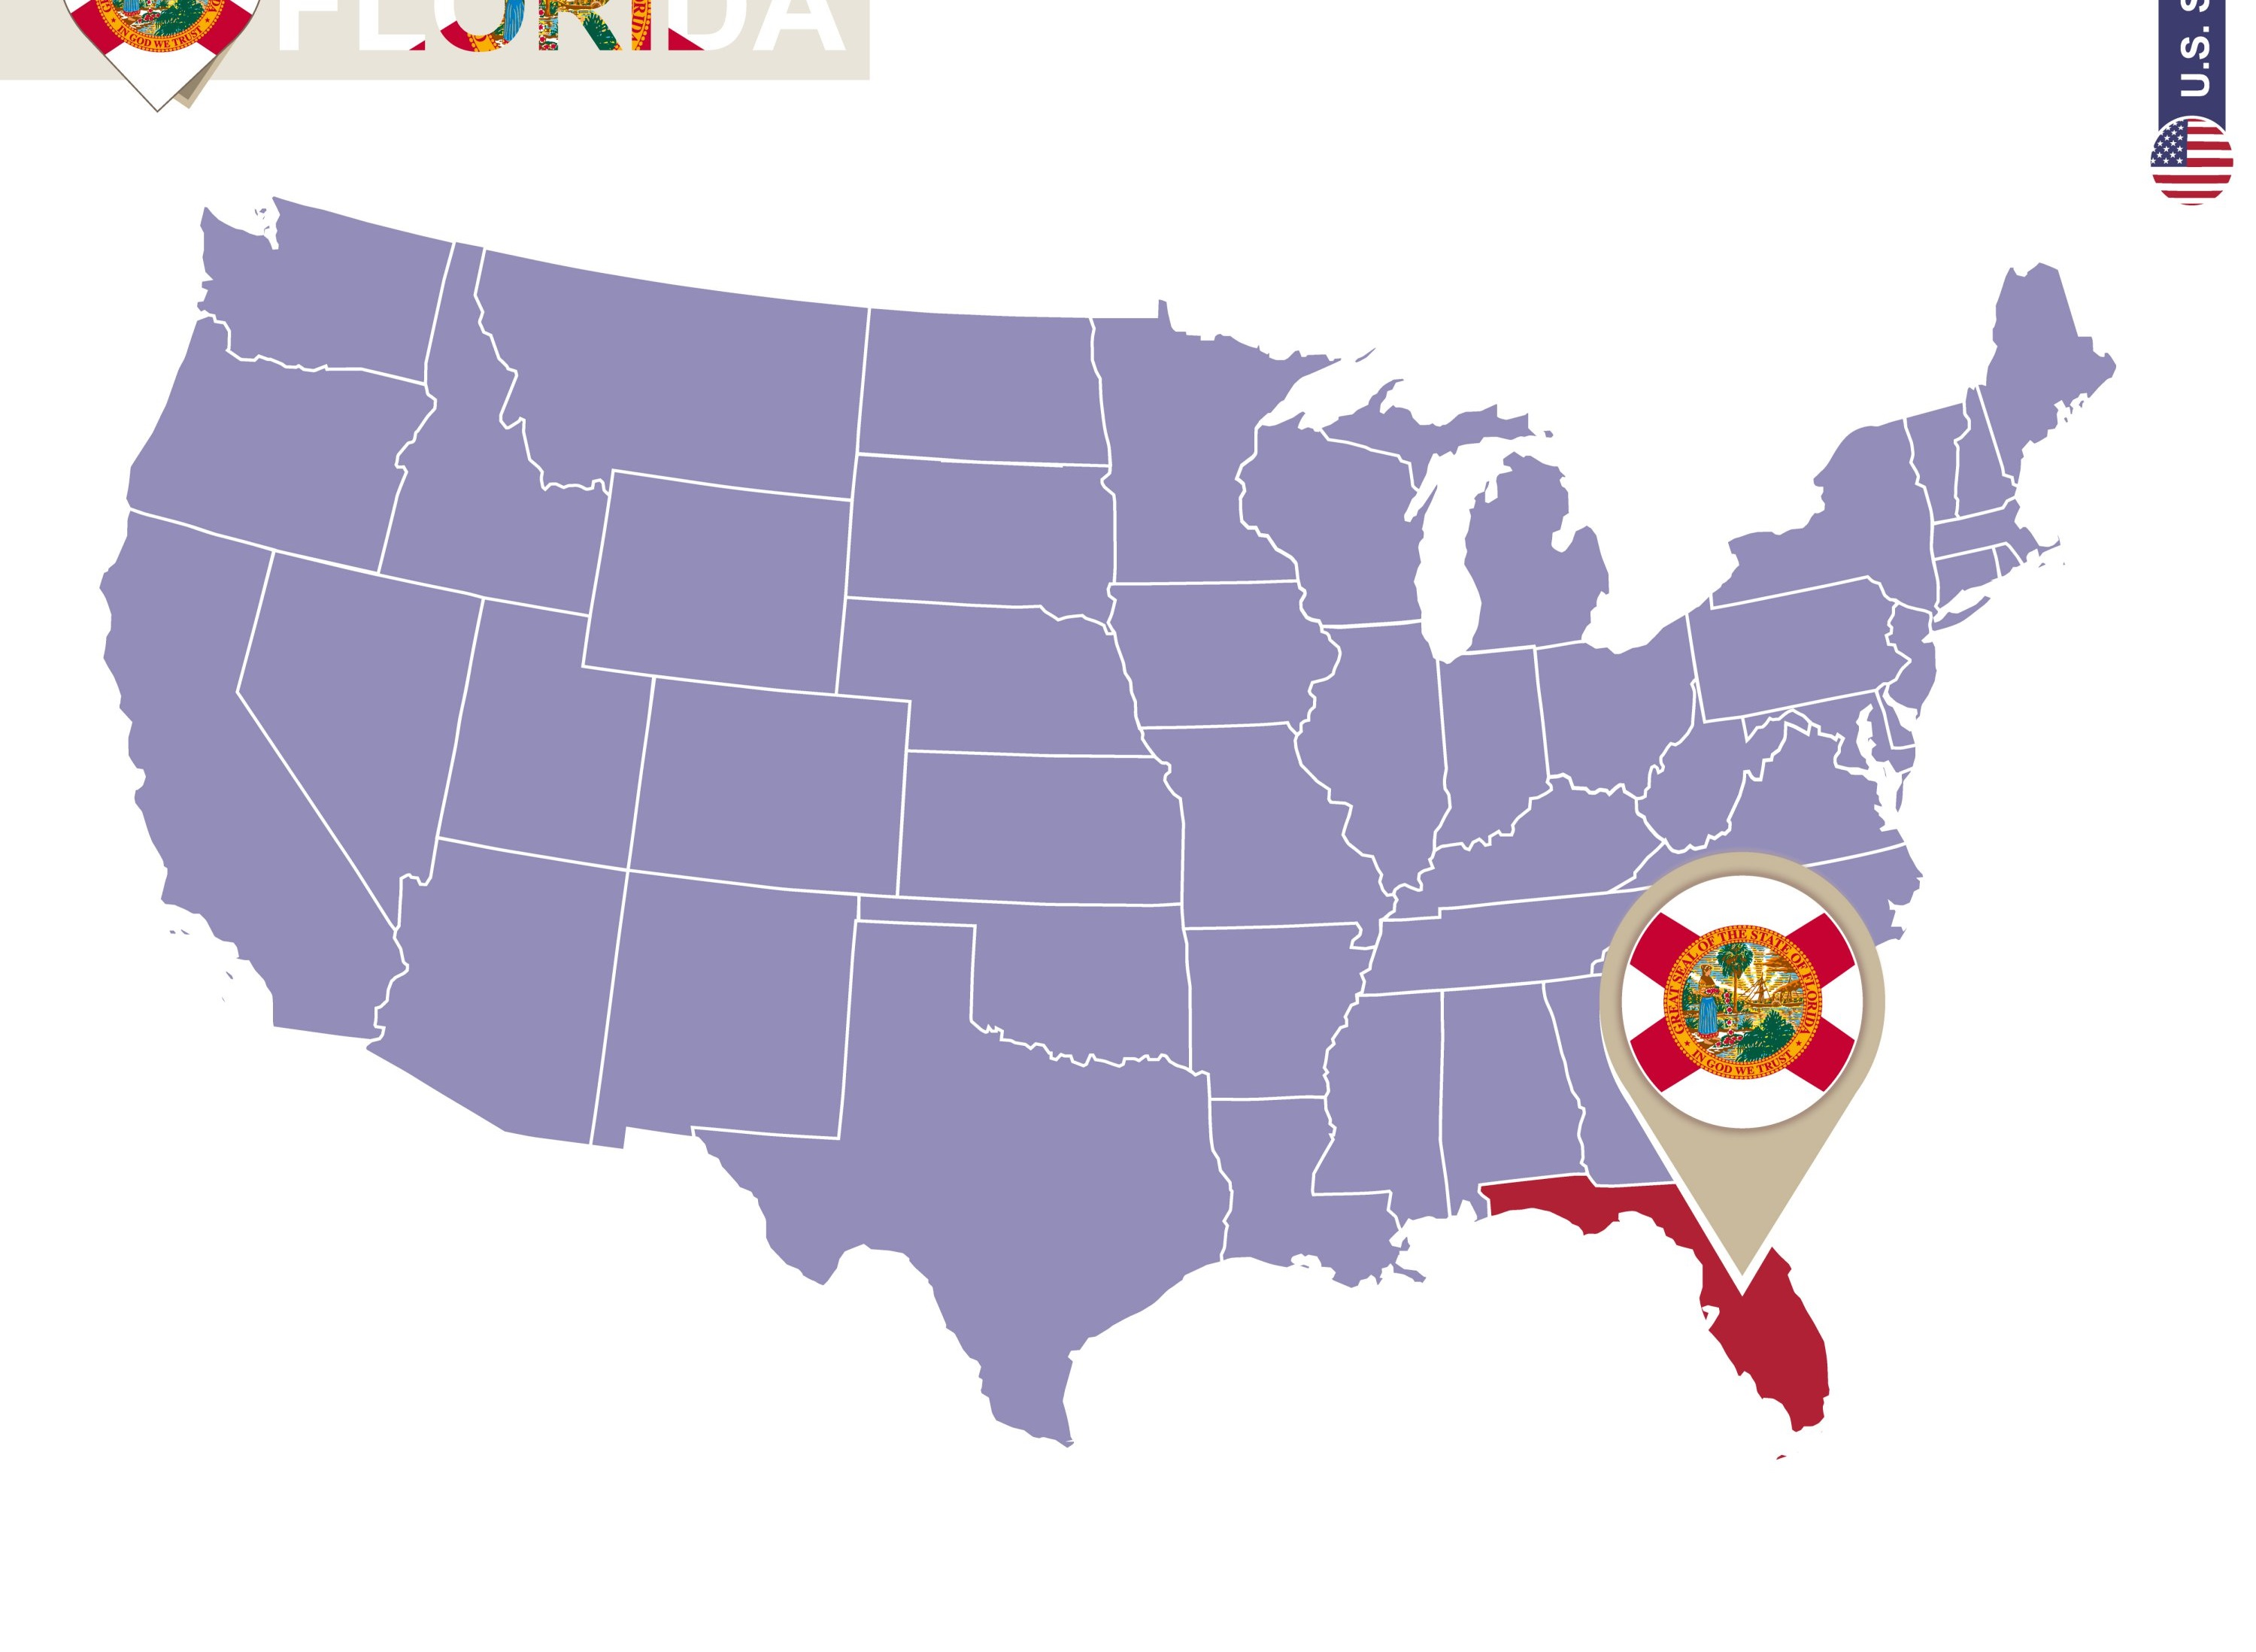 IN GOD WE TRUST
FLORIDA
U.S. S
GREAT SEAL OF THE STATE OF FLORIDA
IN GOD WE TRUST